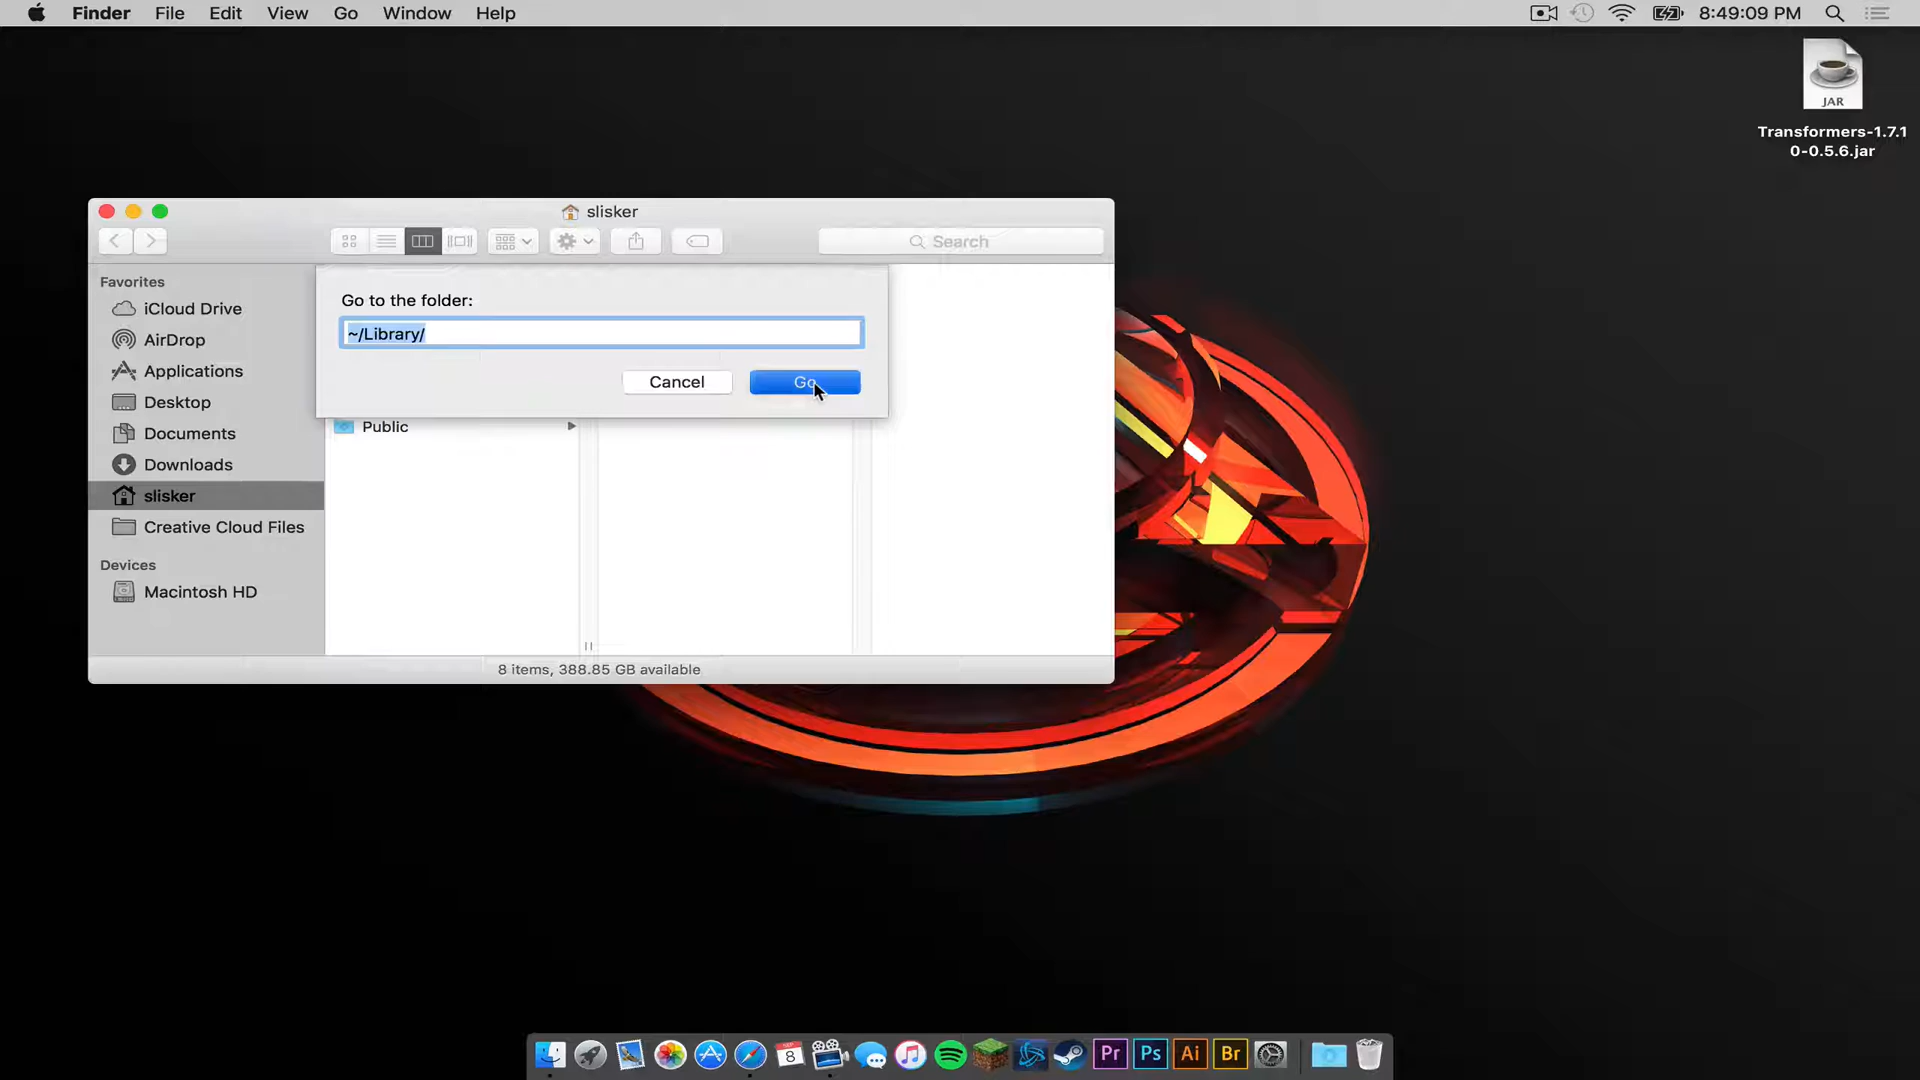 Finder File Edit View Go Window Help 8:49:09 PM
JAR
Transformers-1.7.1
0-0.5.6.jar
slisker
Search
Favorites
iCloud Drive
AirDrop
Applications
Desktop
Documents
Downloads
slisker
Creative Cloud Files
Devices
Macintosh HD
Go to the folder:
~/Library/
Cancel Go
Public
8 items, 388.85 GB available
SEP
8
Pr Ps Ai Br